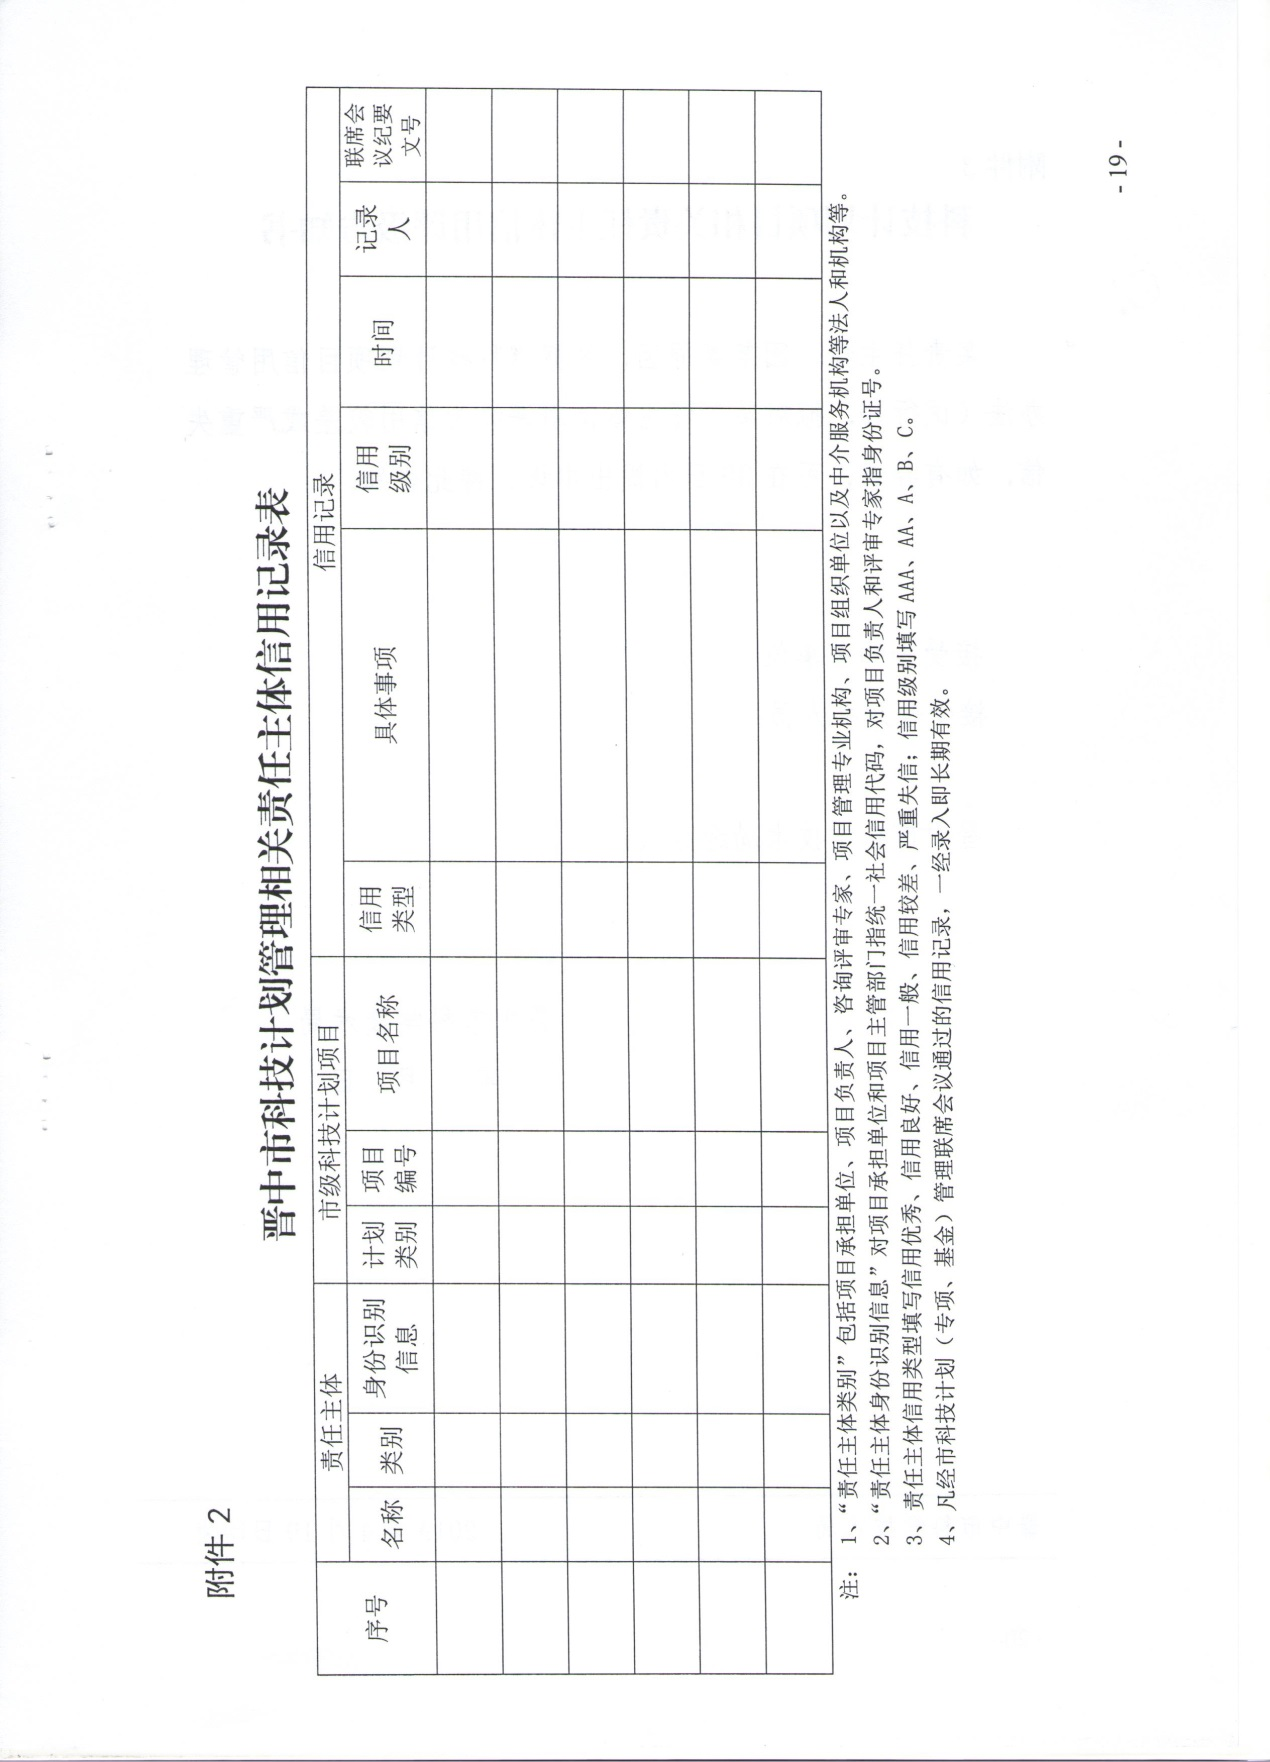 附件 2
晋中市科技计划管理相关责任主体信用记录表
序号 责任主体 市级科技计划项目 信用记录
名称 类别 身份识别信息 计划类别 项目编号 项目名称 信用类型 具体事项 信用级别 时间 记录人 联席会议纪要文号
注： 1、“责任主体类别”包括项目承担单位、项目负责人、咨询评审专家、项目管理专业机构、项目组织单位以及中介服务机构等法人和机构等。
2、“责任主体身份识别信息”对项目承担单位和项目主管部门指统一社会信用代码，对项目负责人和评审专家指身份证号。
3、责任主体信用类型填写信用优秀、信用良好、信用一般、信用较差、严重失信；信用级别填写 AAA、AA、A、B、C。
4、凡经市科技计划（专项、基金）管理联席会议通过的信用记录，一经录入即长期有效。
- 19 -